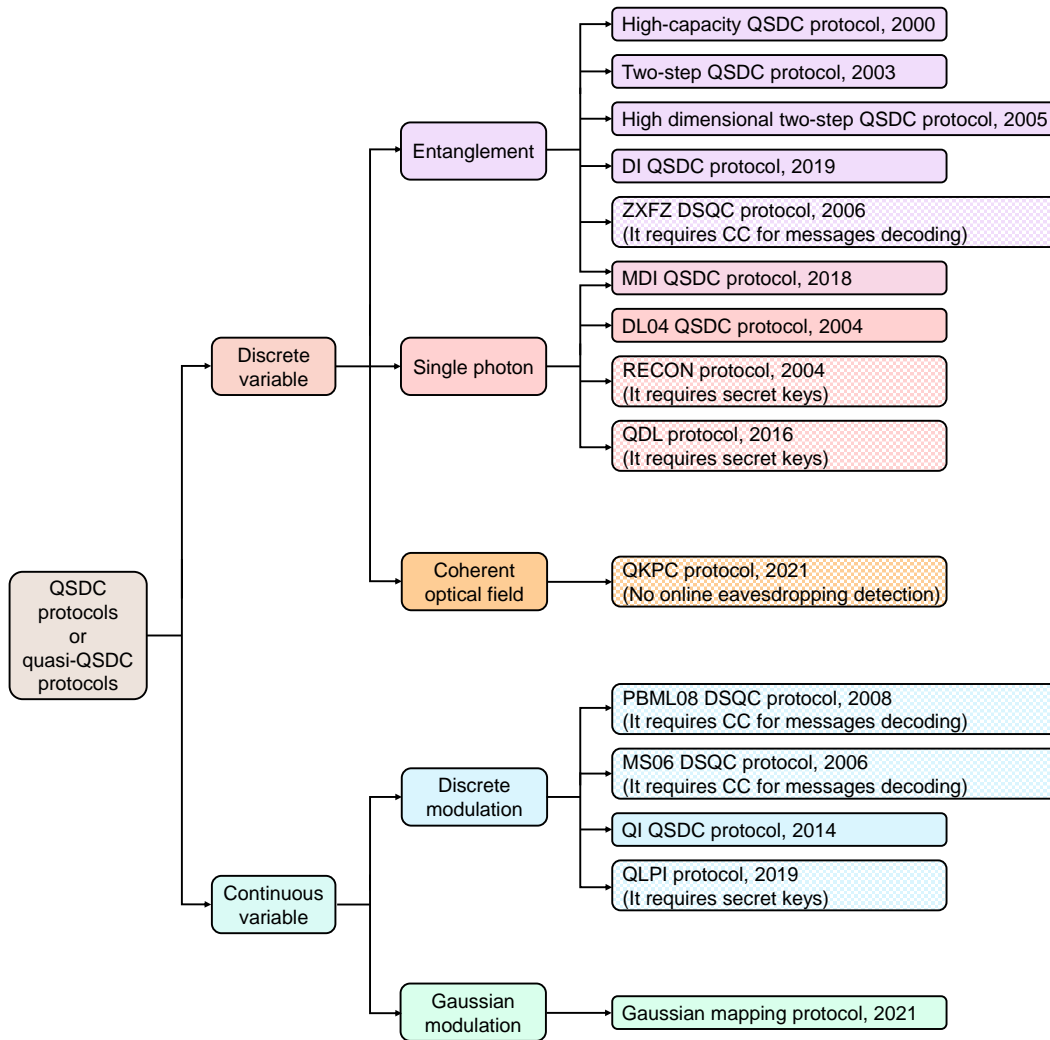 QSDC
protocols
or
quasi-QSDC
protocols
Discrete
variable
Continuous
variable
Entanglement
Single photon
Coherent
optical field
Discrete
modulation
Gaussian
modulation
High-capacity QSDC protocol, 2000
Two-step QSDC protocol, 2003
High dimensional two-step QSDC protocol, 2005
DI QSDC protocol, 2019
ZXFZ DSQC protocol, 2006
(It requires CC for messages decoding)
MDI QSDC protocol, 2018
DL04 QSDC protocol, 2004
RECON protocol, 2004
(It requires secret keys)
QDL protocol, 2016
(It requires secret keys)
QKPC protocol, 2021
(No online eavesdropping detection)
PBML08 DSQC protocol, 2008
(It requires CC for messages decoding)
MS06 DSQC protocol, 2006
(It requires CC for messages decoding)
QI QSDC protocol, 2014
QLPI protocol, 2019
(It requires secret keys)
Gaussian mapping protocol, 2021